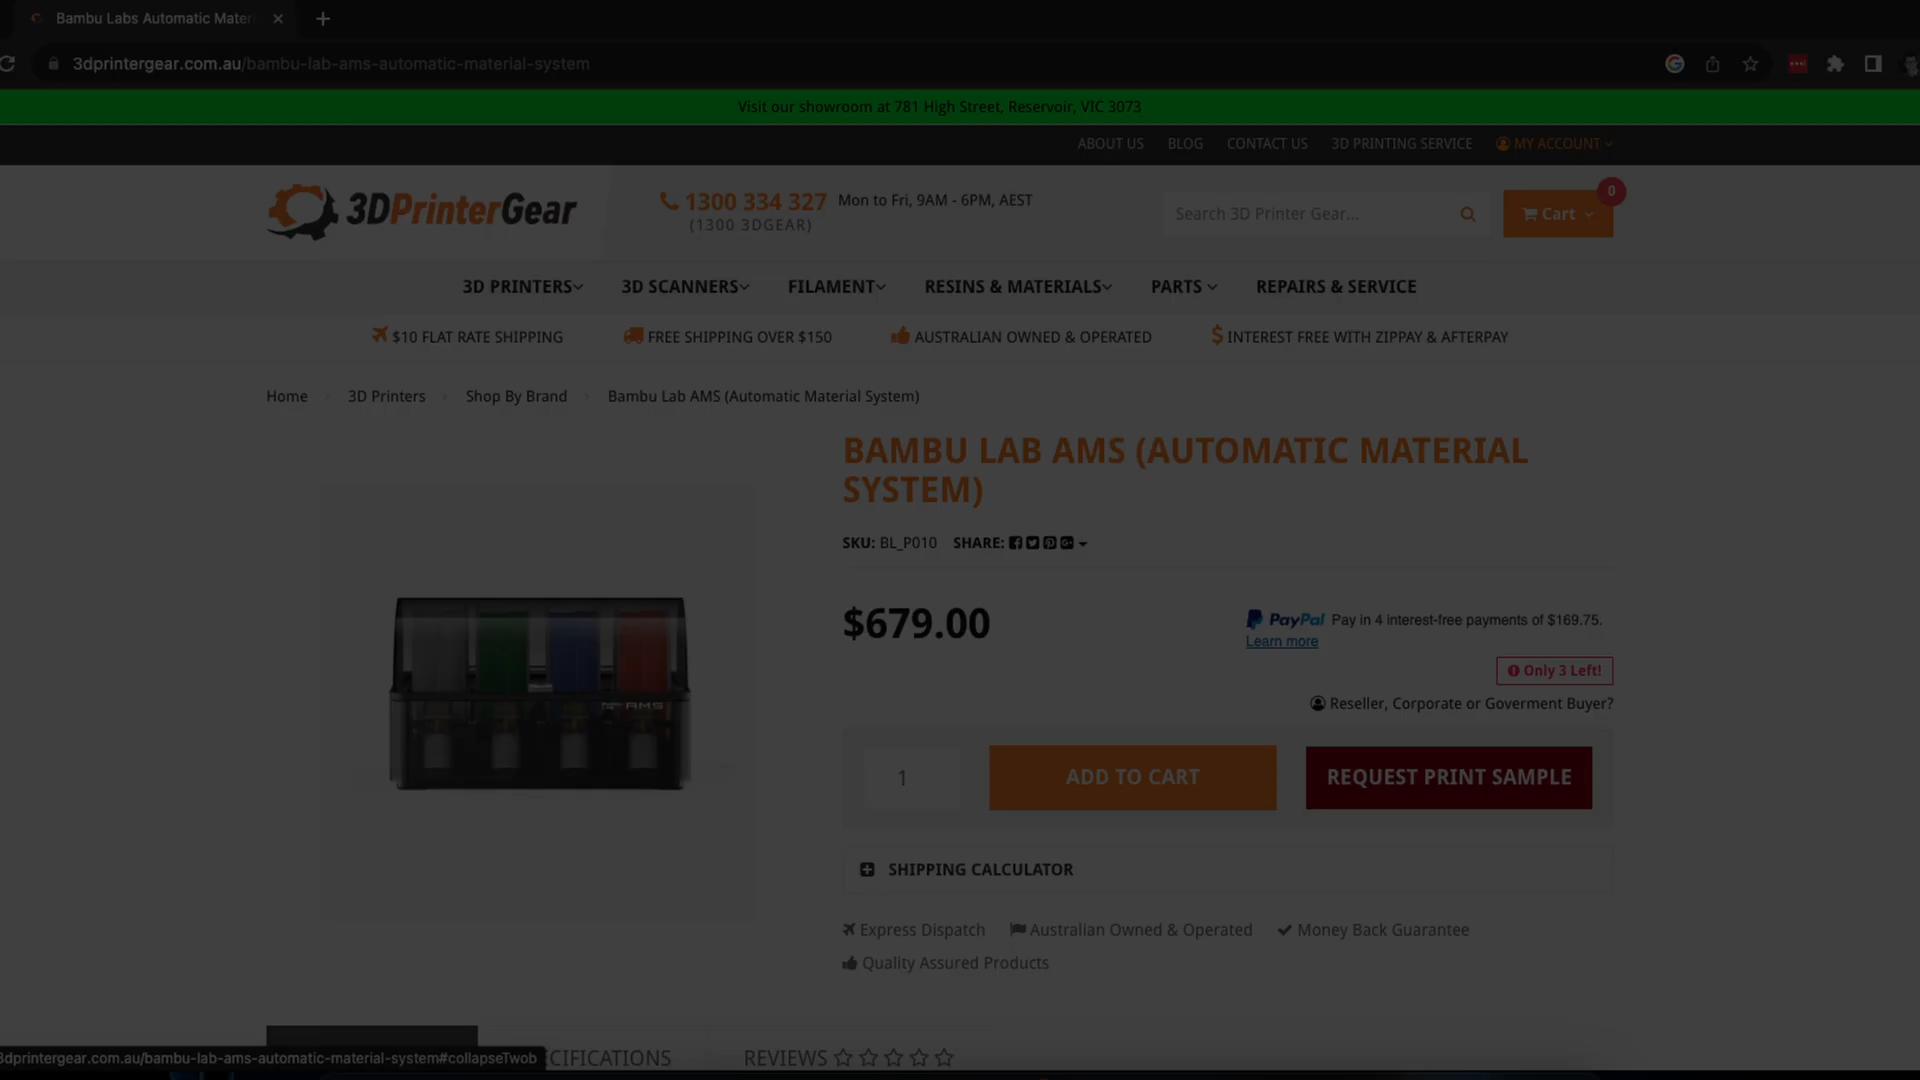 Bambu Labs Automatic Mater
3dprintergear.com.au/bambu-lab-ams-automatic-material-system
Visit our showroom at 781 High Street, Reservoir, VIC 3073
ABOUT US BLOG CONTACT US 3D PRINTING SERVICE MY ACCOUNT
3DPrinterGear
1300 334 327 Mon to Fri, 9AM - 6PM, AEST
(1300 3DGEAR)
Search 3D Printer Gear...
Cart
0
3D PRINTERS 3D SCANNERS FILAMENT RESINS & MATERIALS PARTS REPAIRS & SERVICE
$10 FLAT RATE SHIPPING FREE SHIPPING OVER $150 AUSTRALIAN OWNED & OPERATED INTEREST FREE WITH ZIPPAY & AFTERPAY
Home 3D Printers Shop By Brand Bambu Lab AMS (Automatic Material System)
BAMBU LAB AMS (AUTOMATIC MATERIAL
SYSTEM)
SKU: BL_P010 SHARE:
$679.00
PayPal Pay in 4 interest-free payments of $169.75.
Learn more
Only 3 Left!
Reseller, Corporate or Goverment Buyer?
AMS
1 ADD TO CART REQUEST PRINT SAMPLE
SHIPPING CALCULATOR
Express Dispatch Australian Owned & Operated Money Back Guarantee
Quality Assured Products
3dprintergear.com.au/bambu-lab-ams-automatic-material-system#collapseTwob
ECIFICATIONS REVIEWS